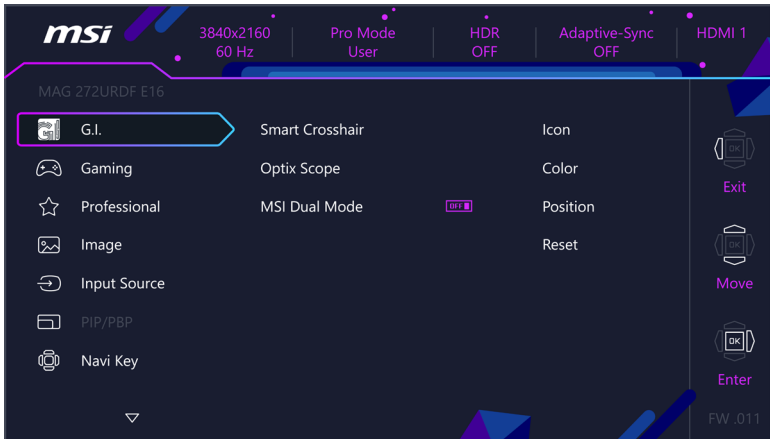 msi
3840x2160
60 Hz
Pro Mode
User
HDR
OFF
Adaptive-Sync
OFF
HDMI 1
MAG 272URDF E16
G.I.
Smart Crosshair
Icon
Gaming
Optix Scope
Color
Professional
MSI Dual Mode
OFF
Position
Image
Reset
Input Source
PIP/PBP
Navi Key
OK
Exit
OK
Move
OK
Enter
FW .011